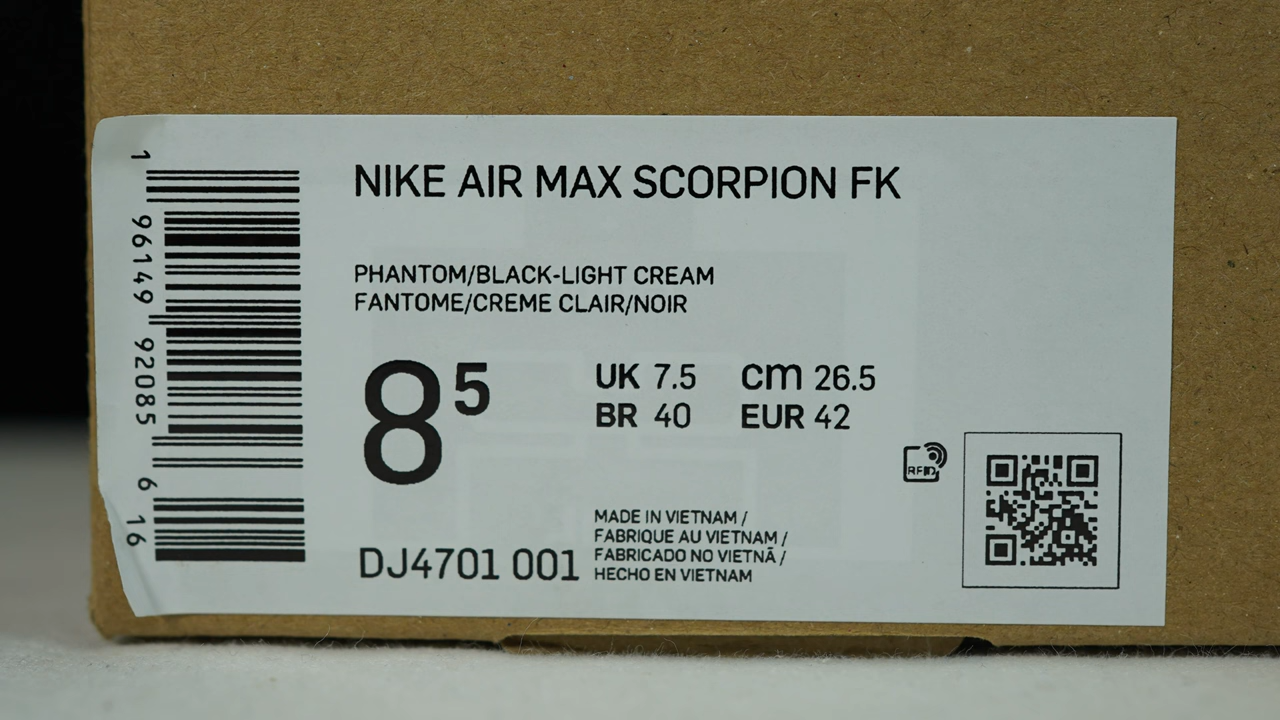 1 96149 92085 6 16
NIKE AIR MAX SCORPION FK
PHANTOM/BLACK-LIGHT CREAM
FANTOME/CREME CLAIR/NOIR
8 5
UK 7.5 cm 26.5
BR 40 EUR 42
RFID
MADE IN VIETNAM /
FABRIQUE AU VIETNAM /
FABRICADO NO VIETNÃ /
HECHO EN VIETNAM
DJ4701 001